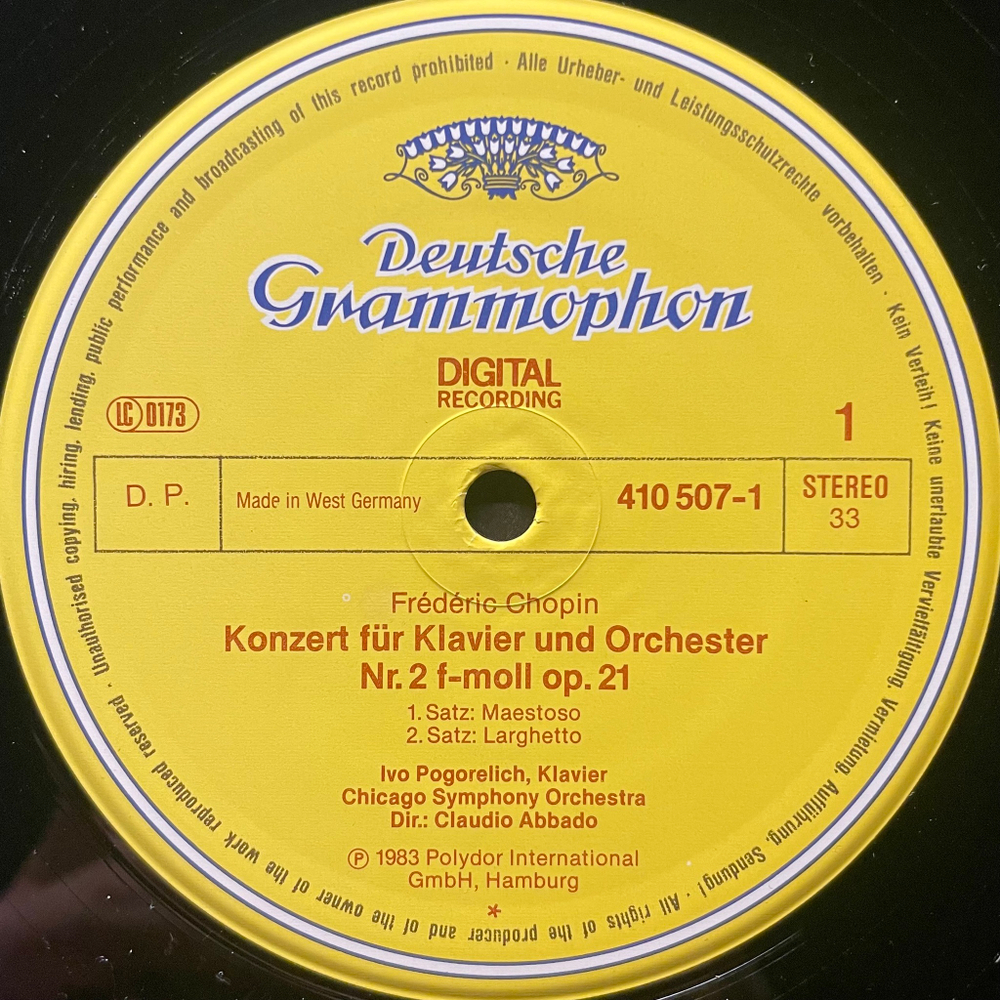 Unauthorised copying, hiring, lending, public performance and broadcasting of this record prohibited · Alle Urheber- und Leistungsschutzrechte vorbehalten · Kein Verleih! Keine unerlaubte Vervielfältigung, Vermietung, Aufführung, Sendung! · All rights of the producer and of the owner of the work reproduced reserved ·
Deutsche
Grammophon
DIGITAL
RECORDING
LC 0173
1
D. P.
Made in West Germany
410 507-1
STEREO
33
Frédéric Chopin
Konzert für Klavier und Orchester
Nr. 2 f-moll op. 21
1. Satz: Maestoso
2. Satz: Larghetto
Ivo Pogorelich, Klavier
Chicago Symphony Orchestra
Dir.: Claudio Abbado
℗ 1983 Polydor International
GmbH, Hamburg
*